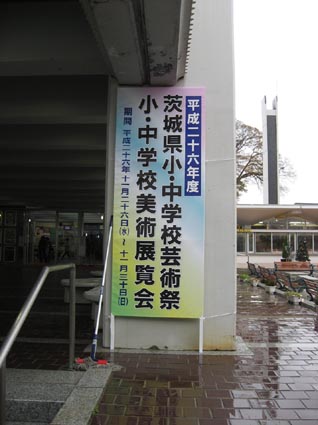 平成二十六年度
茨城県小・中学校芸術祭
小・中学校美術展覧会
期間 平成二十六年十一月二十六日(水)～十一月三十日(日)